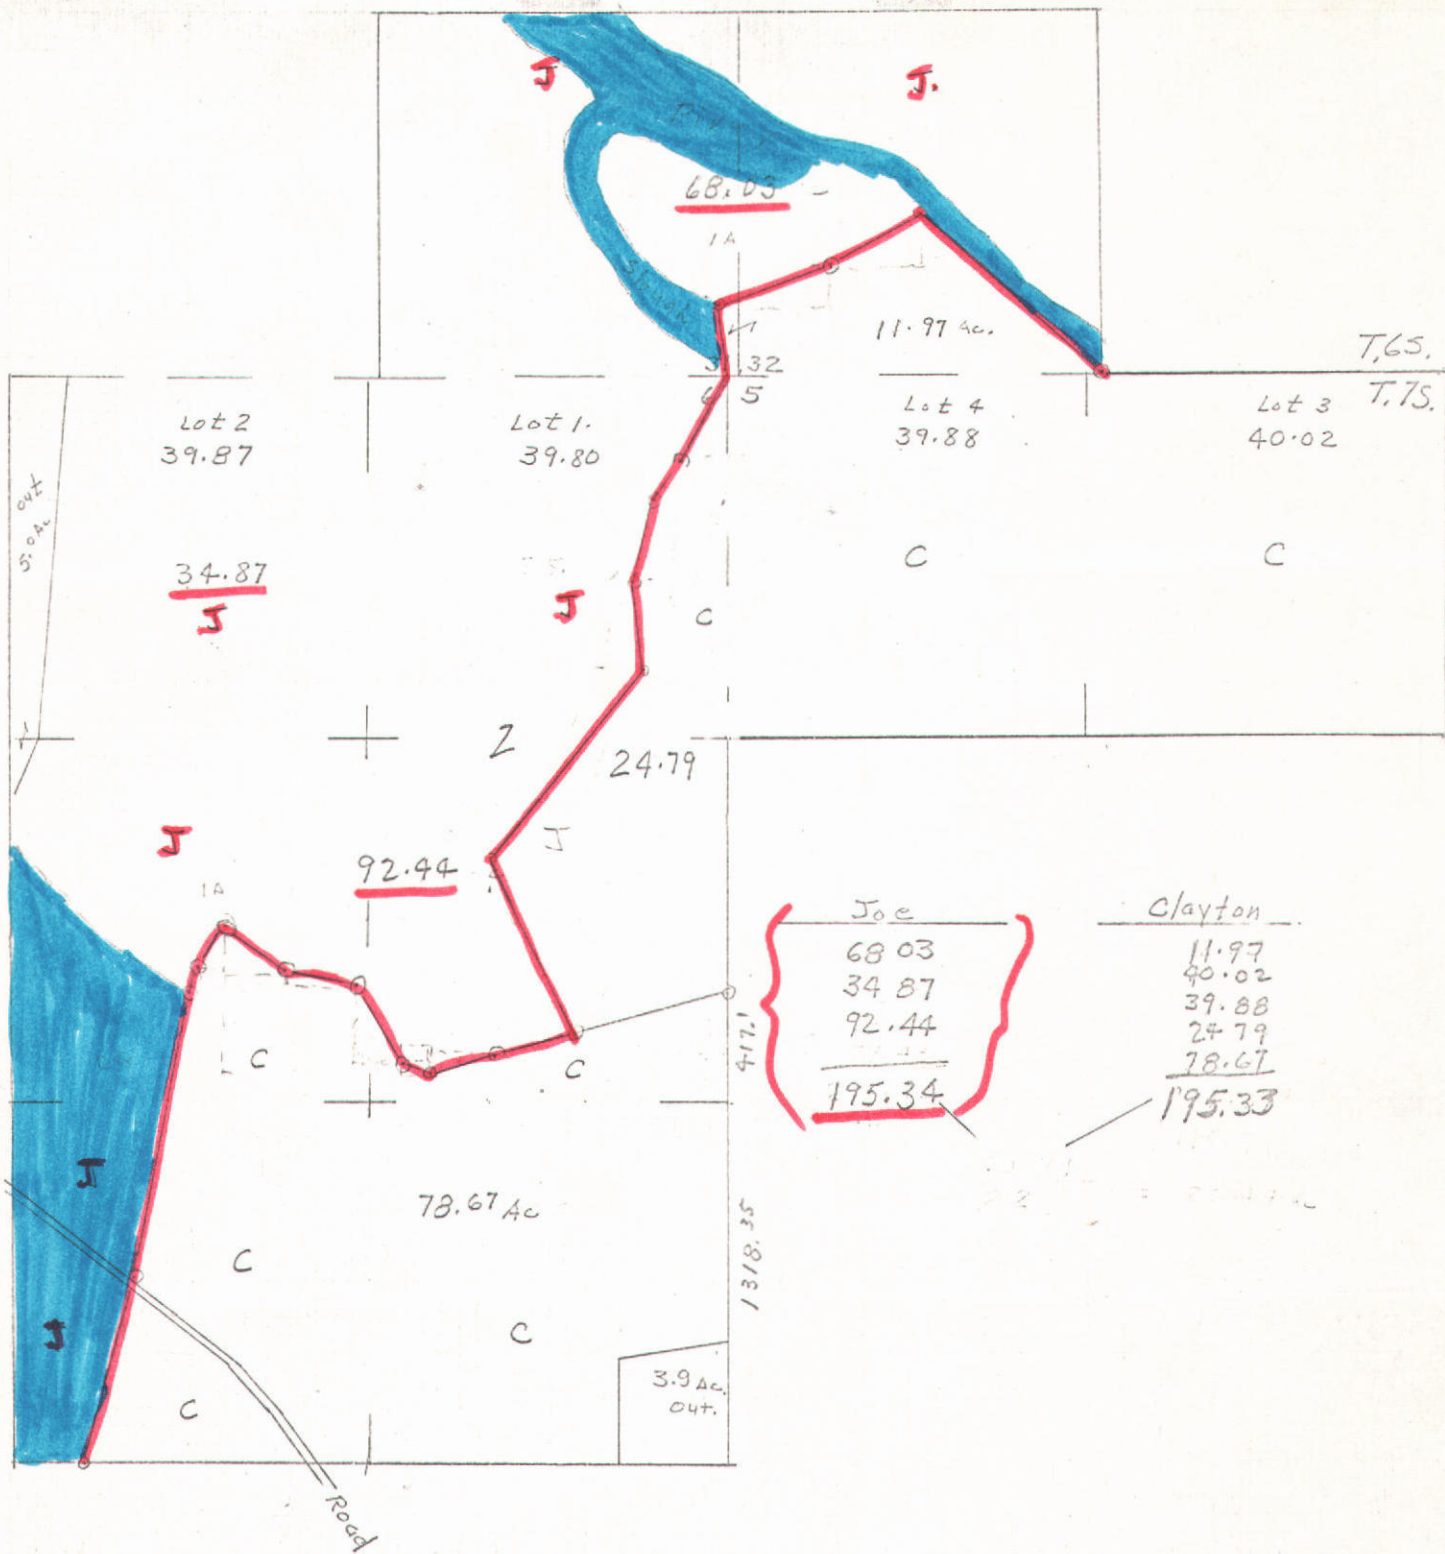 J
J.
68.03
1A
Slough
11.97 Ac.
32
6 5
T.6S.
T.7S.
Lot 2
39.87
Lot 1.
39.80
Lot 4
39.88
Lot 3
40.02
out
5.0 Ac
34.87
J
J
C
C
C
2
24.79
J
J
92.44
1A
C
C
417.1
Joe
68 03
34 87
92.44
195.34
Clayton
11.97
40.02
39.88
24 79
78.67
195.33
J
78.67 Ac
1318.35
C
J
C
C
3.9 Ac.
out.
Road